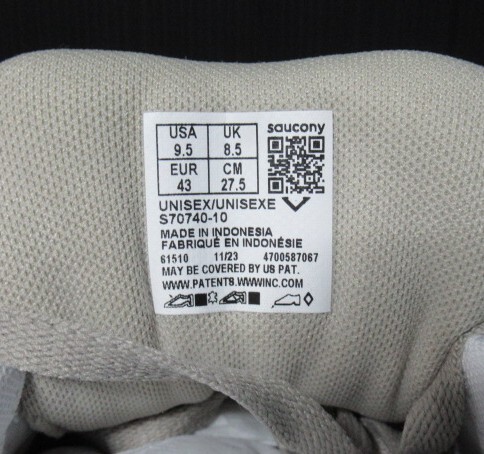 USA UK saucony
9.5 8.5
EUR CM
43 27.5
UNISEX/UNISEXE
S70740-10
MADE IN INDONESIA
FABRIQUÉ EN INDONÉSIE
61510 11/23 4700587067
MAY BE COVERED BY US PAT.
WWW.PATENTS.WWWINC.COM